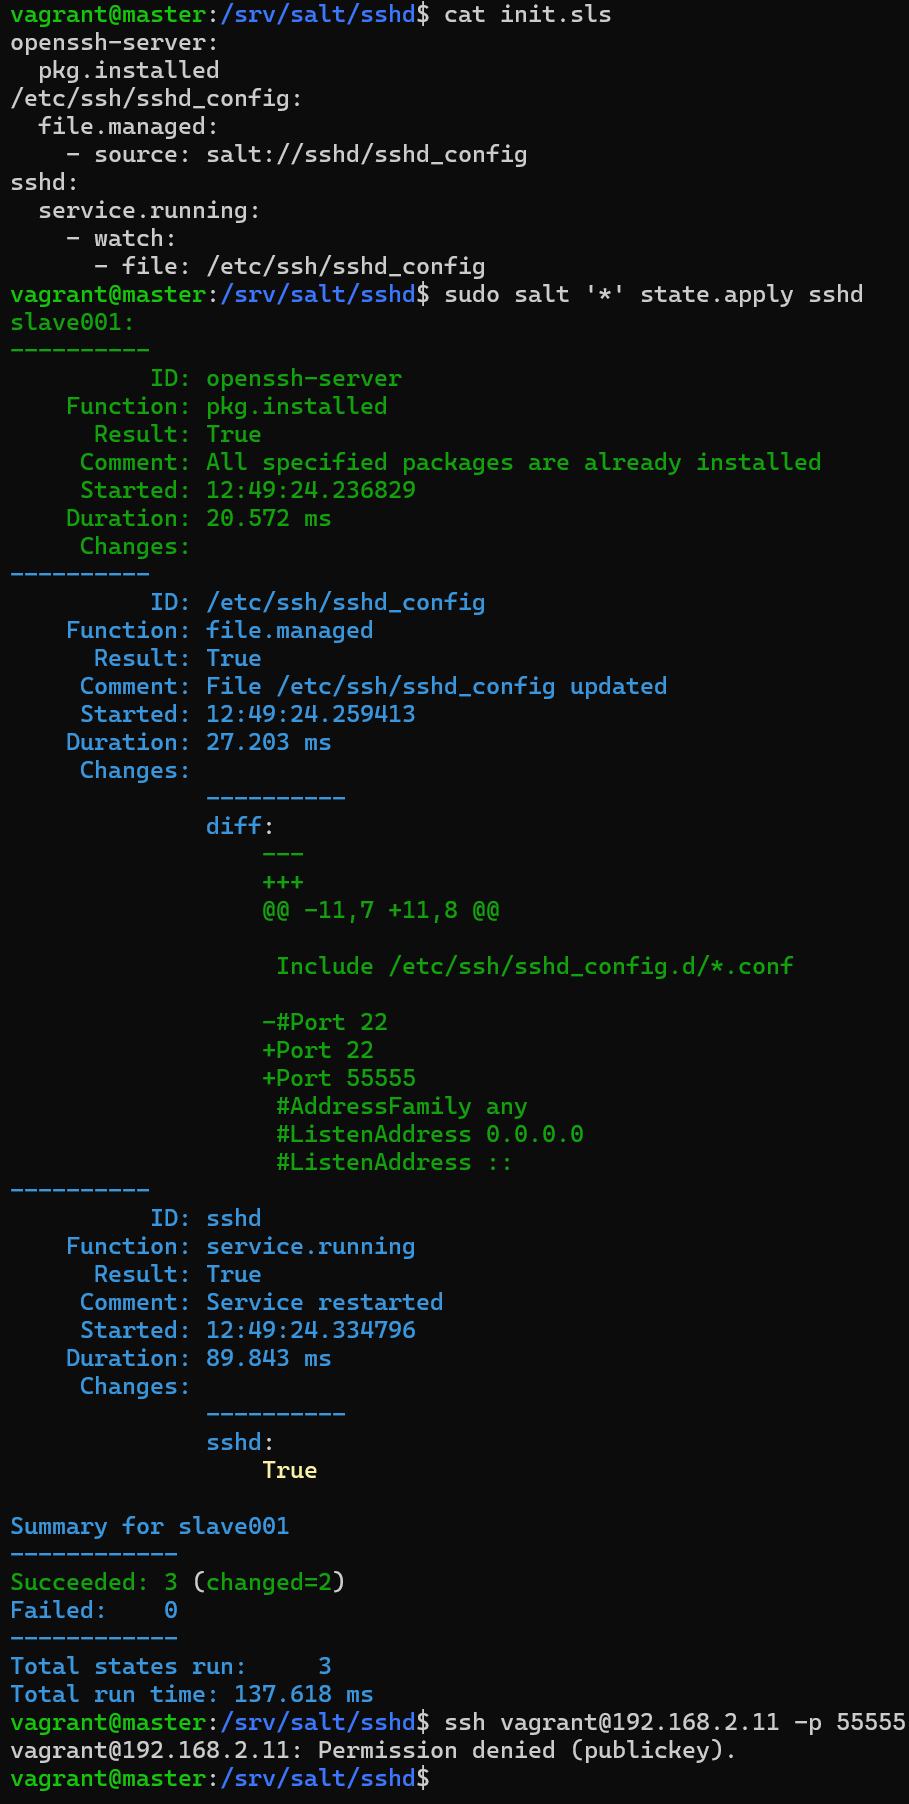 vagrant@master:/srv/salt/sshd$ cat init.sls
openssh-server:
  pkg.installed
/etc/ssh/sshd_config:
  file.managed:
    - source: salt://sshd/sshd_config
sshd:
  service.running:
    - watch:
      - file: /etc/ssh/sshd_config
vagrant@master:/srv/salt/sshd$ sudo salt '*' state.apply sshd
slave001:
----------
          ID: openssh-server
    Function: pkg.installed
      Result: True
     Comment: All specified packages are already installed
     Started: 12:49:24.236829
    Duration: 20.572 ms
     Changes:
----------
          ID: /etc/ssh/sshd_config
    Function: file.managed
      Result: True
     Comment: File /etc/ssh/sshd_config updated
     Started: 12:49:24.259413
    Duration: 27.203 ms
     Changes:
              ----------
              diff:
                  ---
                  +++
                  @@ -11,7 +11,8 @@

                   Include /etc/ssh/sshd_config.d/*.conf

                  -#Port 22
                  +Port 22
                  +Port 55555
                   #AddressFamily any
                   #ListenAddress 0.0.0.0
                   #ListenAddress ::
----------
          ID: sshd
    Function: service.running
      Result: True
     Comment: Service restarted
     Started: 12:49:24.334796
    Duration: 89.843 ms
     Changes:
              ----------
              sshd:
                  True

Summary for slave001
------------
Succeeded: 3 (changed=2)
Failed:    0
------------
Total states run:     3
Total run time: 137.618 ms
vagrant@master:/srv/salt/sshd$ ssh vagrant@192.168.2.11 -p 55555
vagrant@192.168.2.11: Permission denied (publickey).
vagrant@master:/srv/salt/sshd$